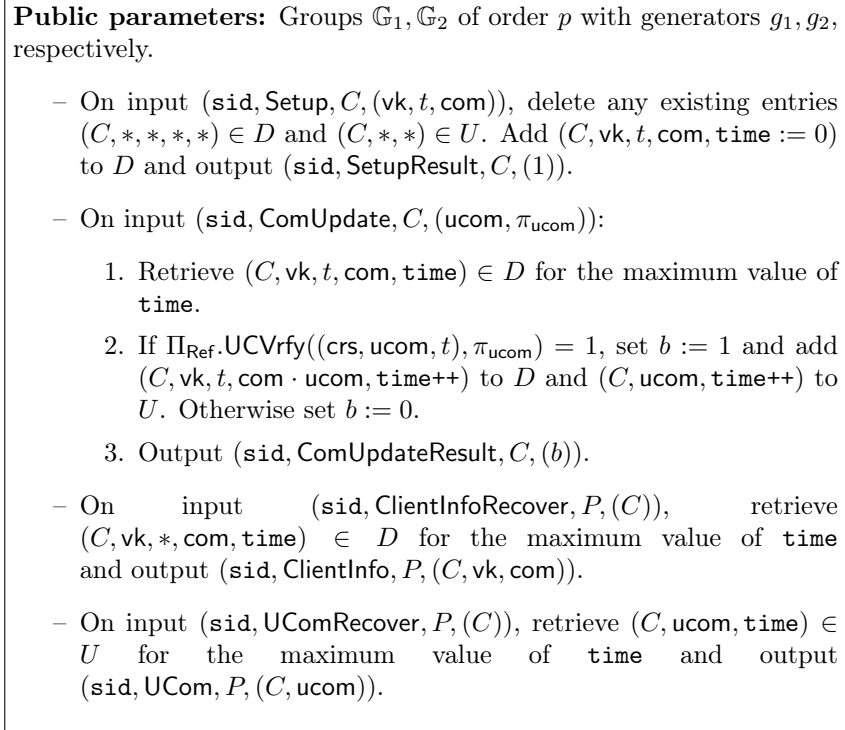 Public parameters: Groups 𝔾₁, 𝔾₂ of order p with generators g₁, g₂,
respectively.
– On input (sid, Setup, C, (vk, t, com)), delete any existing entries
(C, ∗, ∗, ∗, ∗) ∈ D and (C, ∗, ∗) ∈ U. Add (C, vk, t, com, time := 0)
to D and output (sid, SetupResult, C, (1)).
– On input (sid, ComUpdate, C, (ucom, π_ucom)):
1. Retrieve (C, vk, t, com, time) ∈ D for the maximum value of
time.
2. If Π_Ref.UCVrfy((crs, ucom, t), π_ucom) = 1, set b := 1 and add
(C, vk, t, com · ucom, time++) to D and (C, ucom, time++) to
U. Otherwise set b := 0.
3. Output (sid, ComUpdateResult, C, (b)).
– On input (sid, ClientInfoRecover, P, (C)), retrieve
(C, vk, ∗, com, time) ∈ D for the maximum value of time
and output (sid, ClientInfo, P, (C, vk, com)).
– On input (sid, UComRecover, P, (C)), retrieve (C, ucom, time) ∈
U for the maximum value of time and output
(sid, UCom, P, (C, ucom)).